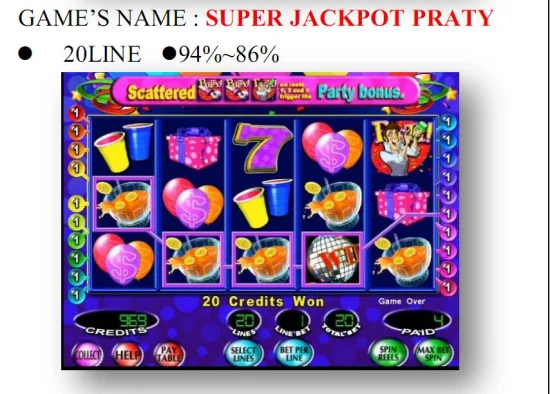 GAME'S NAME : SUPER JACKPOT PRATY
● 20LINE ●94%~86%
Scattered Party bonus.
7
WILD
20 Credits Won
Game Over
969 20 1 20 4
CREDITS LINES LINE BET TOTAL BET PAID
COLLECT HELP PAY TABLE SELECT LINES BET PER LINE SPIN REELS MAX BET SPIN